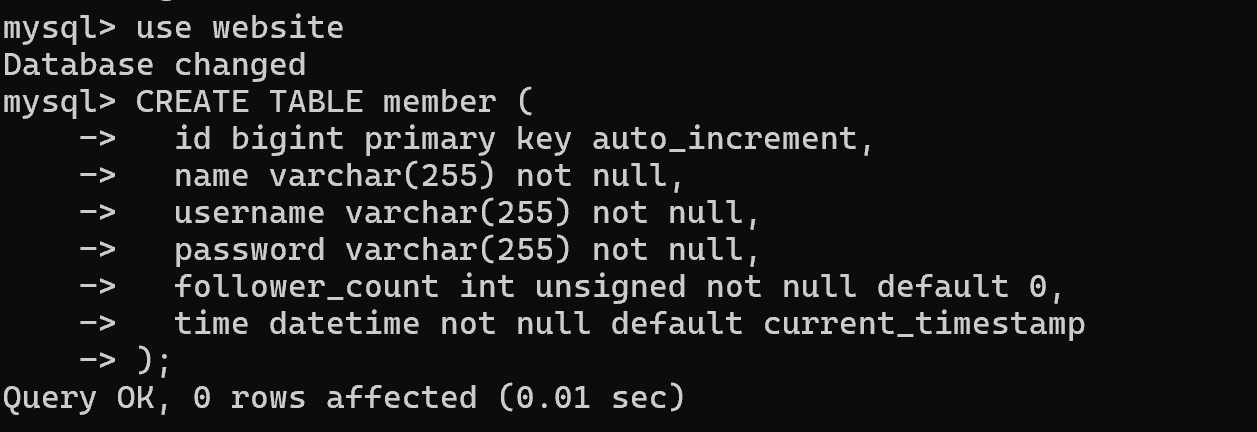 mysql> use website
Database changed
mysql> CREATE TABLE member (
    ->   id bigint primary key auto_increment,
    ->   name varchar(255) not null,
    ->   username varchar(255) not null,
    ->   password varchar(255) not null,
    ->   follower_count int unsigned not null default 0,
    ->   time datetime not null default current_timestamp
    -> );
Query OK, 0 rows affected (0.01 sec)